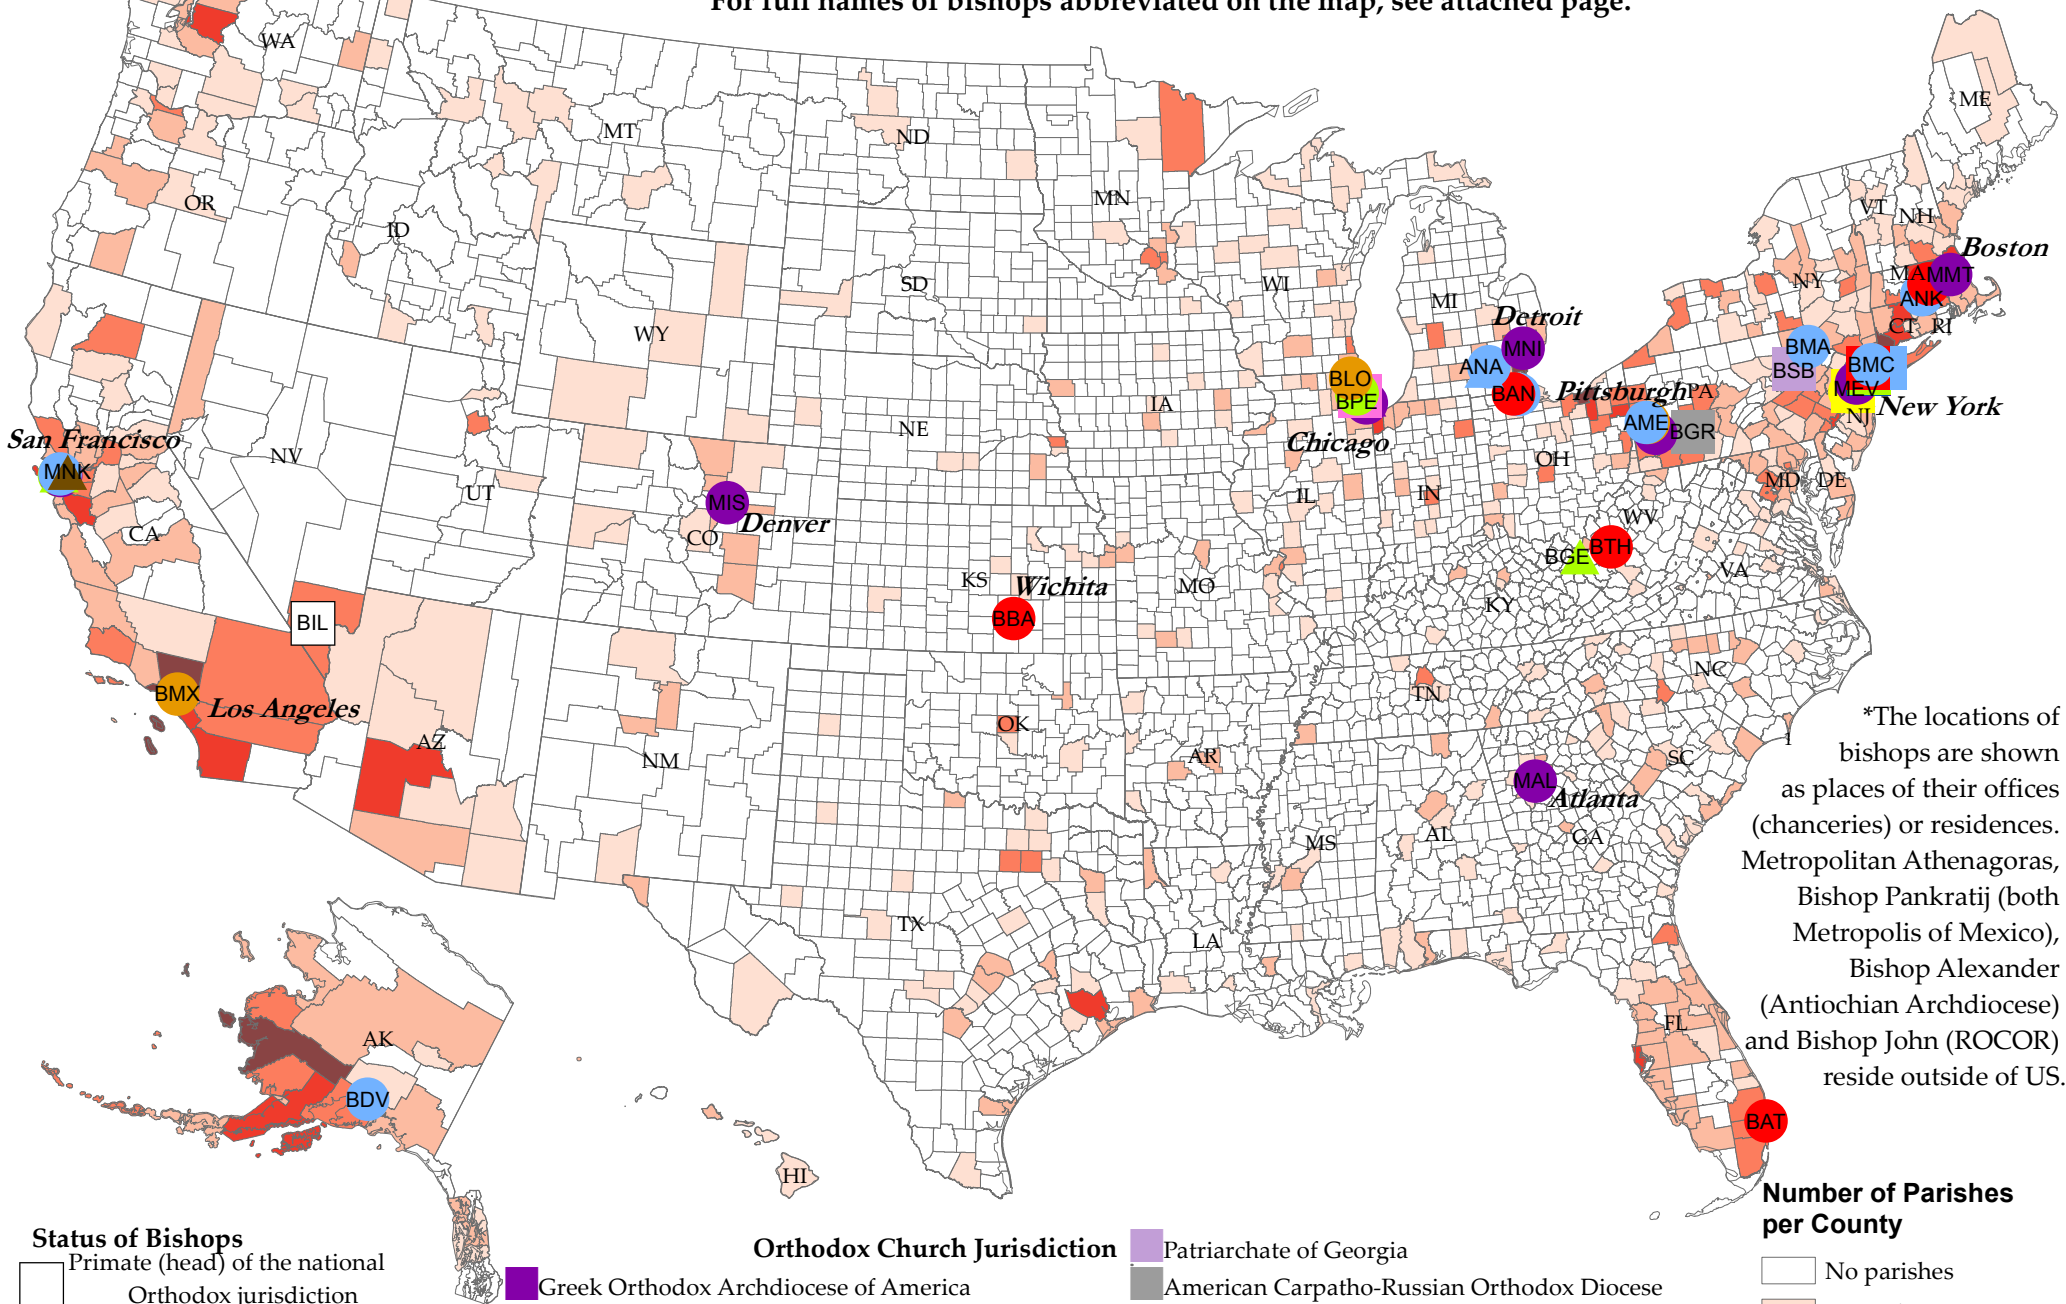 For full names of bishops abbreviated on the map, see attached page.
WA
MT
ND
MN
ME
OR
ID
SD
WI
MI
VT
NH
NY
MA
MMT
Boston
ANK
CT
RI
WY
Detroit
MNI
ANA
BAN
BMA
BSB
BMC
MEV
New York
NJ
BLO
BPE
Chicago
Pittsburgh
PA
AME
BGR
San Francisco
MNK
NV
UT
NE
IA
IL
IN
OH
MD
DE
CA
MIS
Denver
CO
KS
Wichita
BBA
MO
KY
WV
BGE
BTH
VA
BIL
BMX
Los Angeles
AZ
NM
OK
AR
TN
NC
SC
MAL
Atlanta
MS
AL
GA
TX
LA
FL
BAT
AK
BDV
HI
1
*The locations of
bishops are shown
as places of their offices
(chanceries) or residences.
Metropolitan Athenagoras,
Bishop Pankratij (both
Metropolis of Mexico),
Bishop Alexander
(Antiochian Archdiocese)
and Bishop John (ROCOR)
reside outside of US.
Status of Bishops
Primate (head) of the national
Orthodox jurisdiction
Orthodox Church Jurisdiction
Greek Orthodox Archdiocese of America
Patriarchate of Georgia
American Carpatho-Russian Orthodox Diocese
Number of Parishes
per County
No parishes